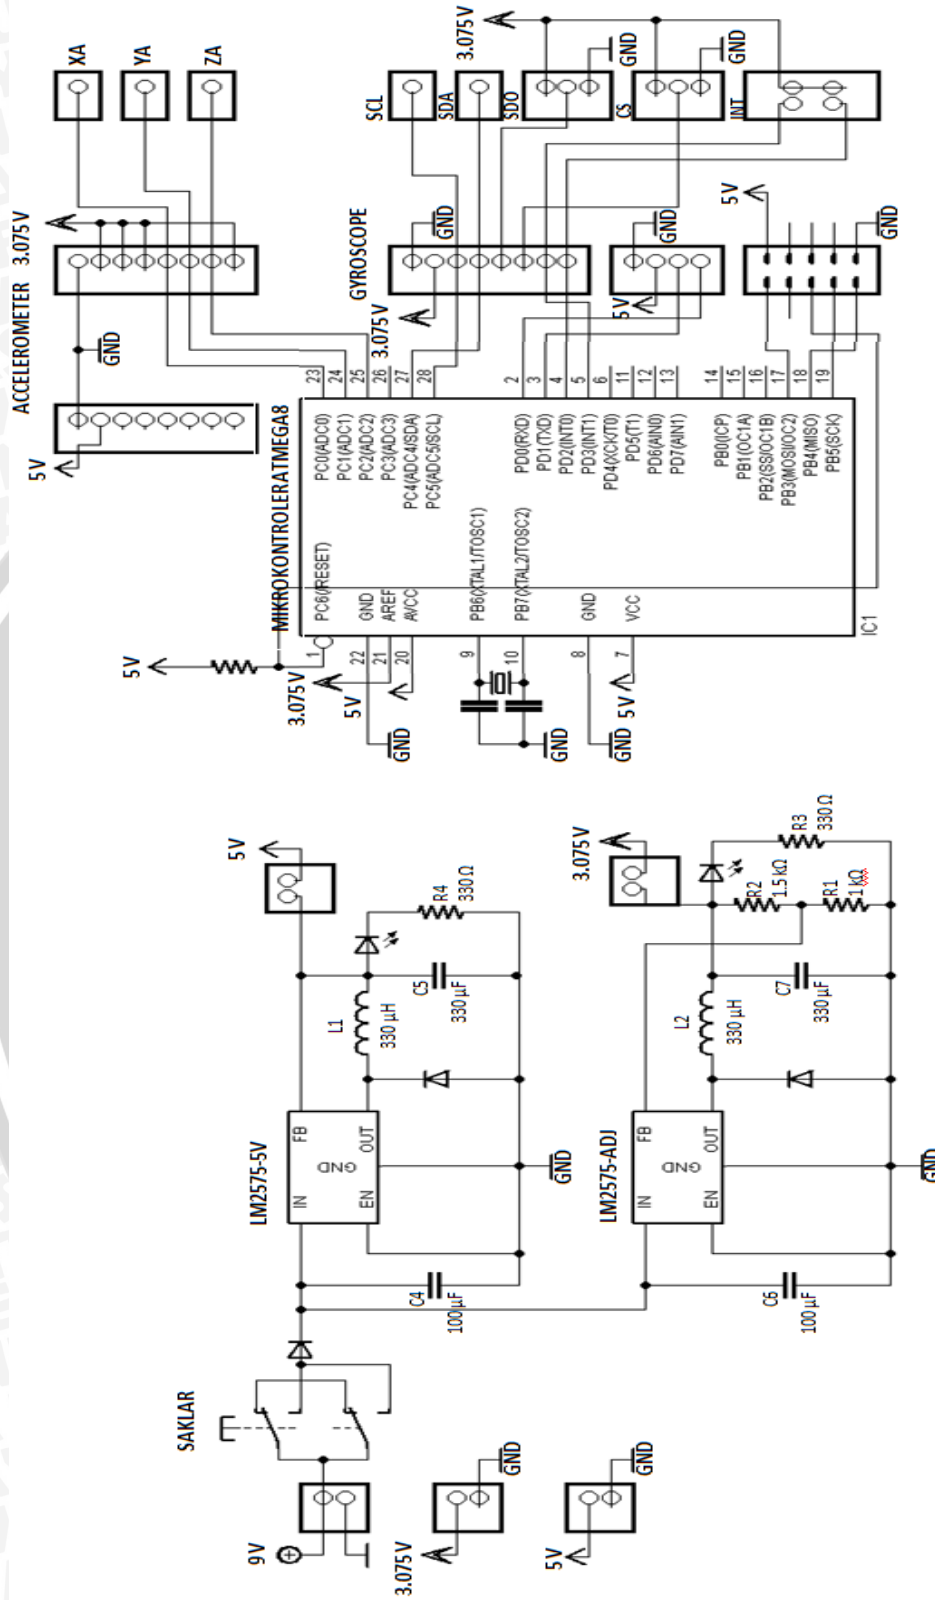 SAKLAR
9V
3.075V
GND
5V
GND
LM2575-5V
IN
FB
EN
OUT
GND
C4
100µF
L1
330 µH
C5
330 µF
R4
330Ω
5V
GND
LM2575-ADJ
IN
FB
EN
OUT
GND
C6
100µF
L2
330 µH
C7
330 µF
R2
1.5 kΩ
R1
1 kΩ
R3
330Ω
3.075V
GND
5V
3.075V
5V
GND
GND
GND
5V
MIKROKONTROLERATMEGA8
1
22
21
20
9
10
8
7
PC6(/RESET)
GND
AREF
AVCC
PB6(XTAL1/TOSC1)
PB7(XTAL2/TOSC2)
GND
VCC
IC1
PC0(ADC0)
PC1(ADC1)
PC2(ADC2)
PC3(ADC3)
PC4(ADC4/SDA)
PC5(ADC5/SCL)
PD0(RXD)
PD1(TXD)
PD2(INT0)
PD3(INT1)
PD4(XCK/T0)
PD5(T1)
PD6(AIN0)
PD7(AIN1)
PB0(ICP)
PB1(OC1A)
PB2(SS/OC1B)
PB3(MOSI/OC2)
PB4(MISO)
PB5(SCK)
23
24
25
26
27
28
2
3
4
5
6
11
12
13
14
15
16
17
18
19
5V
GND
ACCELEROMETER
3.075V
XA
YA
ZA
GYROSCOPE
3.075V
GND
5V
GND
5V
GND
SCL
SDA
SDO
CS
INT
3.075V
GND
GND